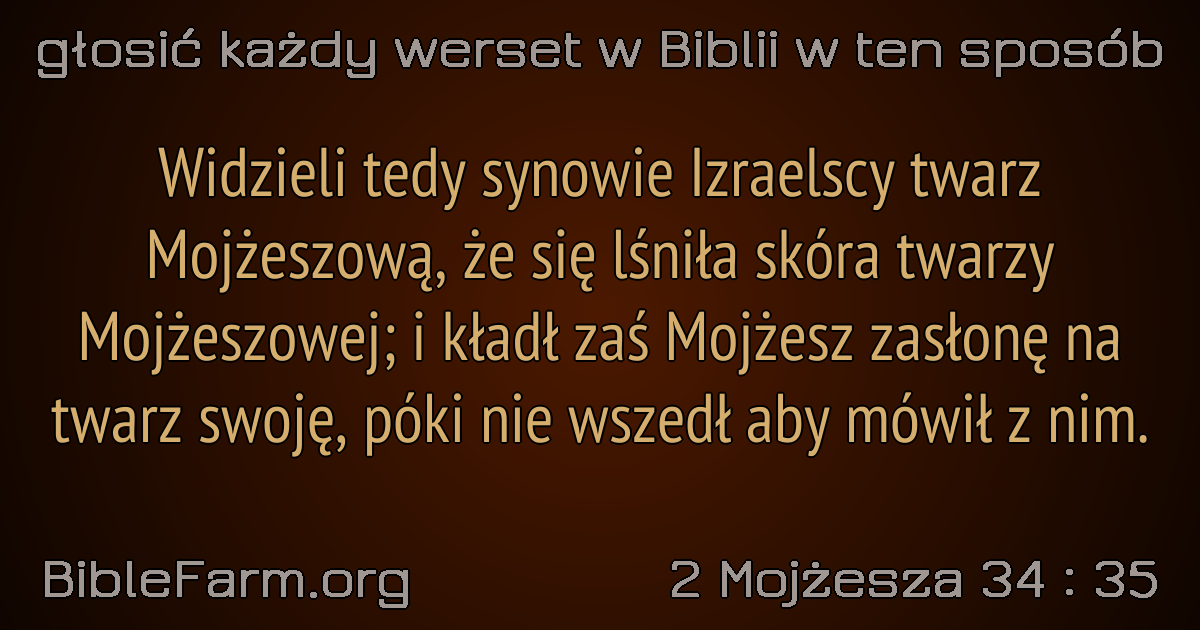 głosić każdy werset w Biblii w ten sposób
Widzieli tedy synowie Izraelscy twarz
Mojżeszową, że się lśniła skóra twarzy
Mojżeszowej; i kładł zaś Mojżesz zasłonę na
twarz swoję, póki nie wszedł aby mówił z nim.
BibleFarm.org
2 Mojżesza 34 : 35